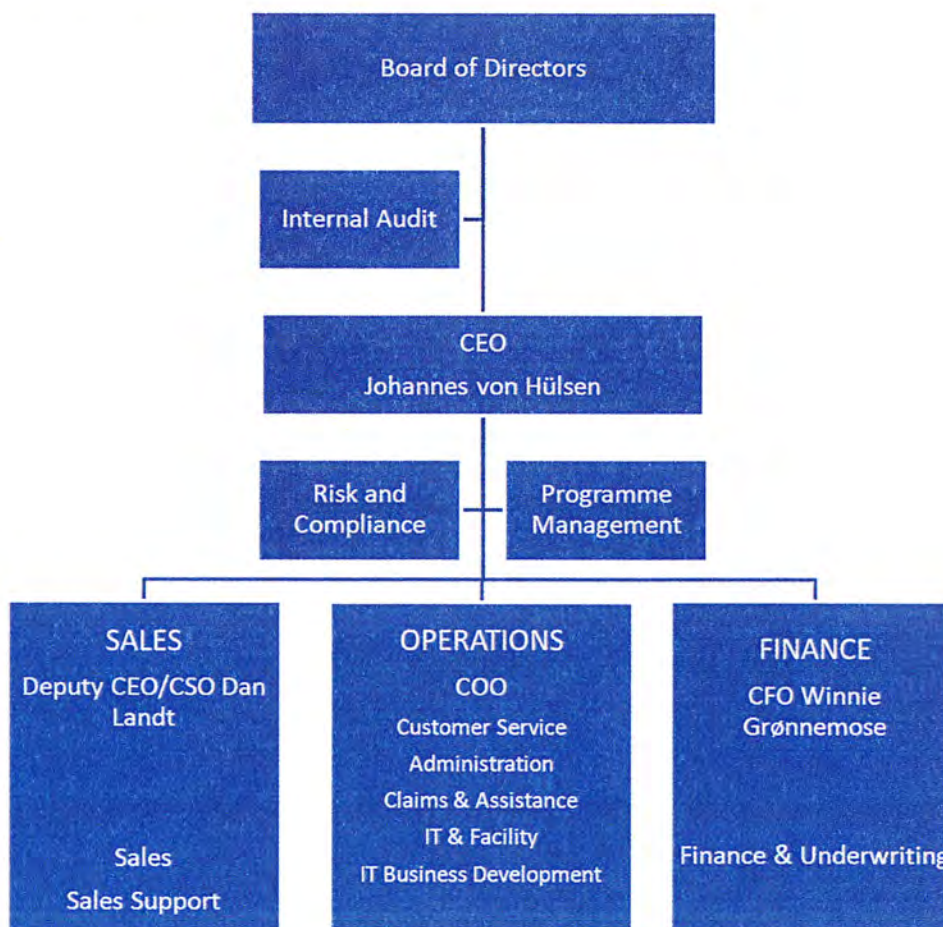 Board of Directors
Internal Audit
CEO
Johannes von Hülsen
Risk and
Compliance
Programme
Management
SALES
Deputy CEO/CSO Dan
Landt
Sales
Sales Support
OPERATIONS
COO
Customer Service
Administration
Claims & Assistance
IT & Facility
IT Business Development
FINANCE
CFO Winnie
Grønnemose
Finance & Underwriting